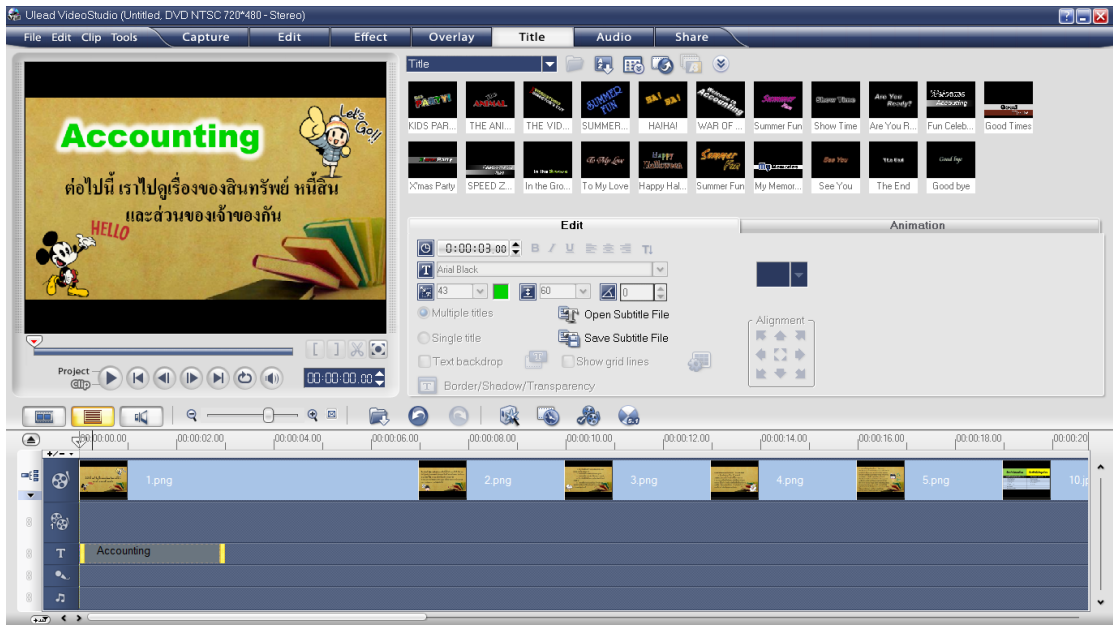 Ulead VideoStudio (Untitled, DVD NTSC 720*480 - Stereo)
File Edit Clip Tools Capture Edit Effect Overlay Title Audio Share
Let's Go!!
Accounting
ต่อไปนี้ เราไปดูเรื่องของสินทรัพย์ หนี้สิน
และส่วนของเจ้าของกัน
HELLO
Project
Clip
00:00:00.00
Title
KIDS PAR... THE ANI... THE VID... SUMMER... HA!HA! WAR OF ... Summer Fun Show Time Are You R... Fun Celeb... Good Times
X'mas Party SPEED Z... In the Gro... To My Love Happy Hal... Summer Fun My Memor... See You The End Good bye
Edit Animation
0:00:03.00 B I U
Arial Black
43 60 0
Multiple titles Open Subtitle File
Single title Save Subtitle File
Text backdrop Show grid lines
Border/Shadow/Transparency
Alignment
00:00:00.00 00:00:02.00 00:00:04.00 00:00:06.00 00:00:08.00 00:00:10.00 00:00:12.00 00:00:14.00 00:00:16.00 00:00:18.00 00:00:20
1.png 2.png 3.png 4.png 5.png 10.jp
T Accounting